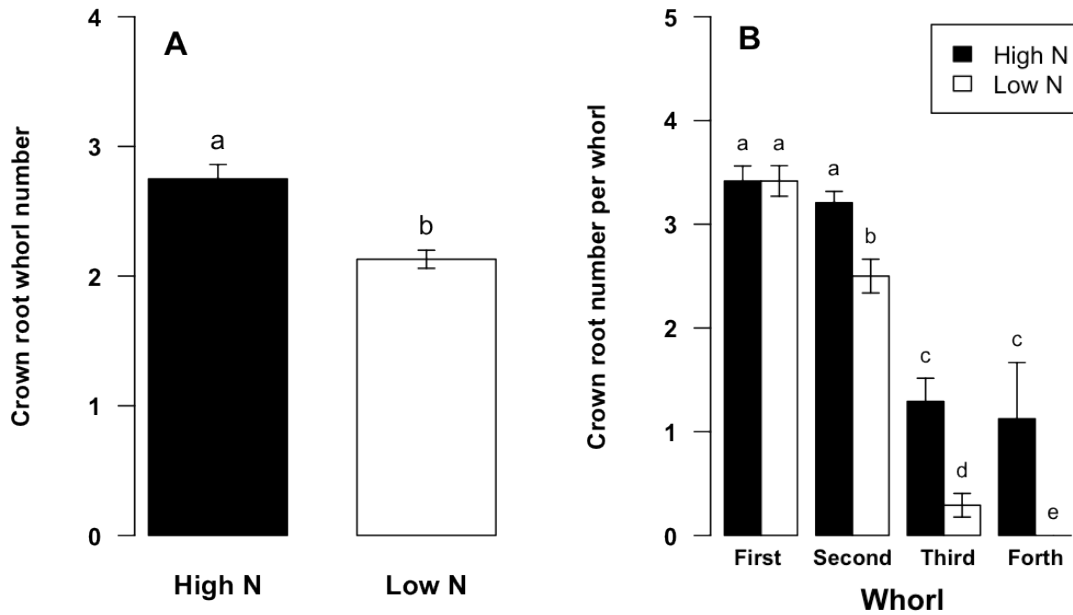 A
Crown root whorl number
4
3
2
1
0
a
b
High N
Low N
B
High N
Low N
Crown root number per whorl
5
4
3
2
1
0
a
a
a
b
c
d
c
e
First
Second
Third
Forth
Whorl